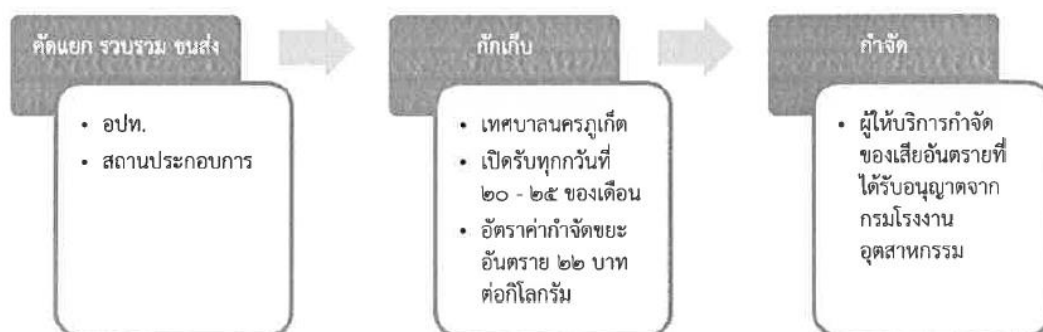 คัดแยก รวบรวม ขนส่ง
กักเก็บ
กำจัด
• อปท.
• สถานประกอบการ
• เทศบาลนครภูเก็ต
• เปิดรับทุกกวันที่
๒๐ - ๒๕ ของเดือน
• อัตราค่ากำจัดขยะ
อันตราย ๒๒ บาท
ต่อกิโลกรัม
• ผู้ให้บริการกำจัด
ของเสียอันตรายที่
ได้รับอนุญาตจาก
กรมโรงงาน
อุตสาหกรรม